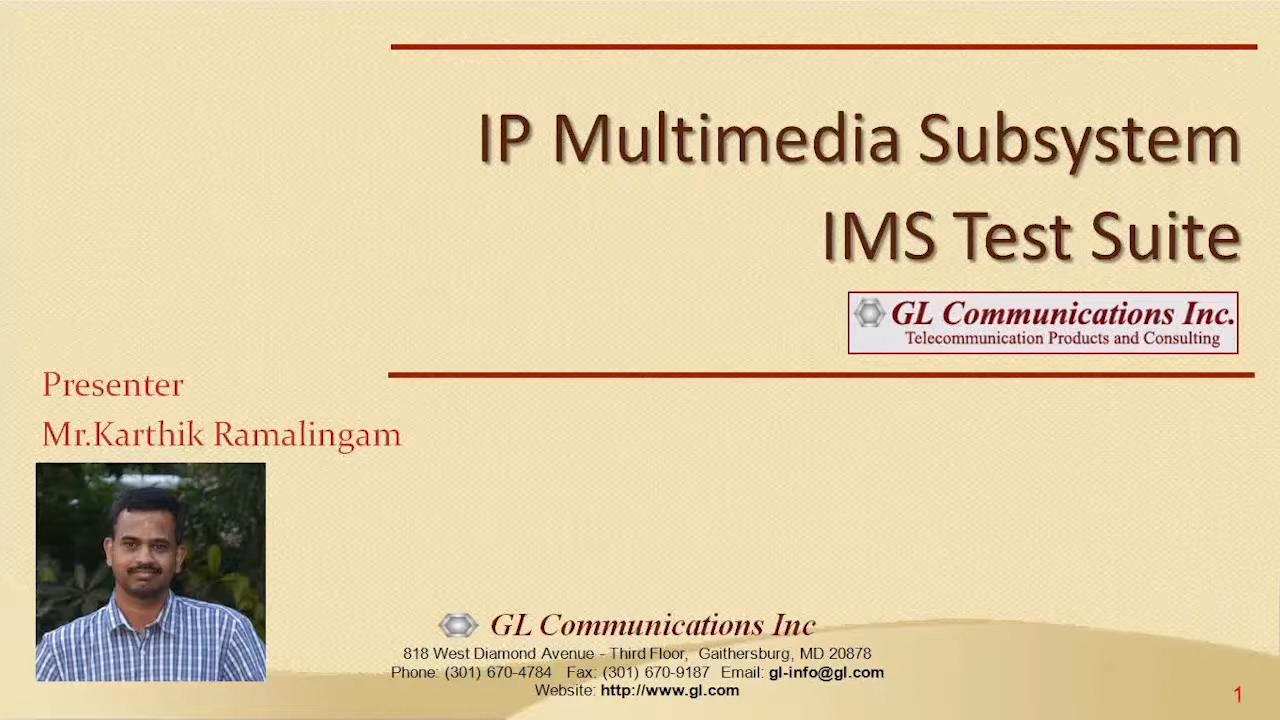 IP Multimedia Subsystem
IMS Test Suite
GL Communications Inc.
Telecommunication Products and Consulting
Presenter
Mr.Karthik Ramalingam
GL Communications Inc
818 West Diamond Avenue - Third Floor, Gaithersburg, MD 20878
Phone: (301) 670-4784 Fax: (301) 670-9187 Email: gl-info@gl.com
Website: http://www.gl.com
1